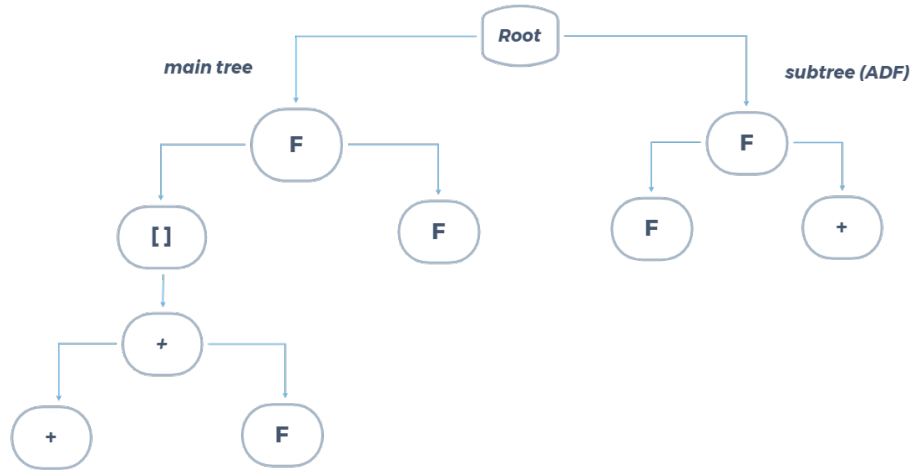 Root
main tree
subtree (ADF)
F
F
[ ]
F
F
+
+
+
F